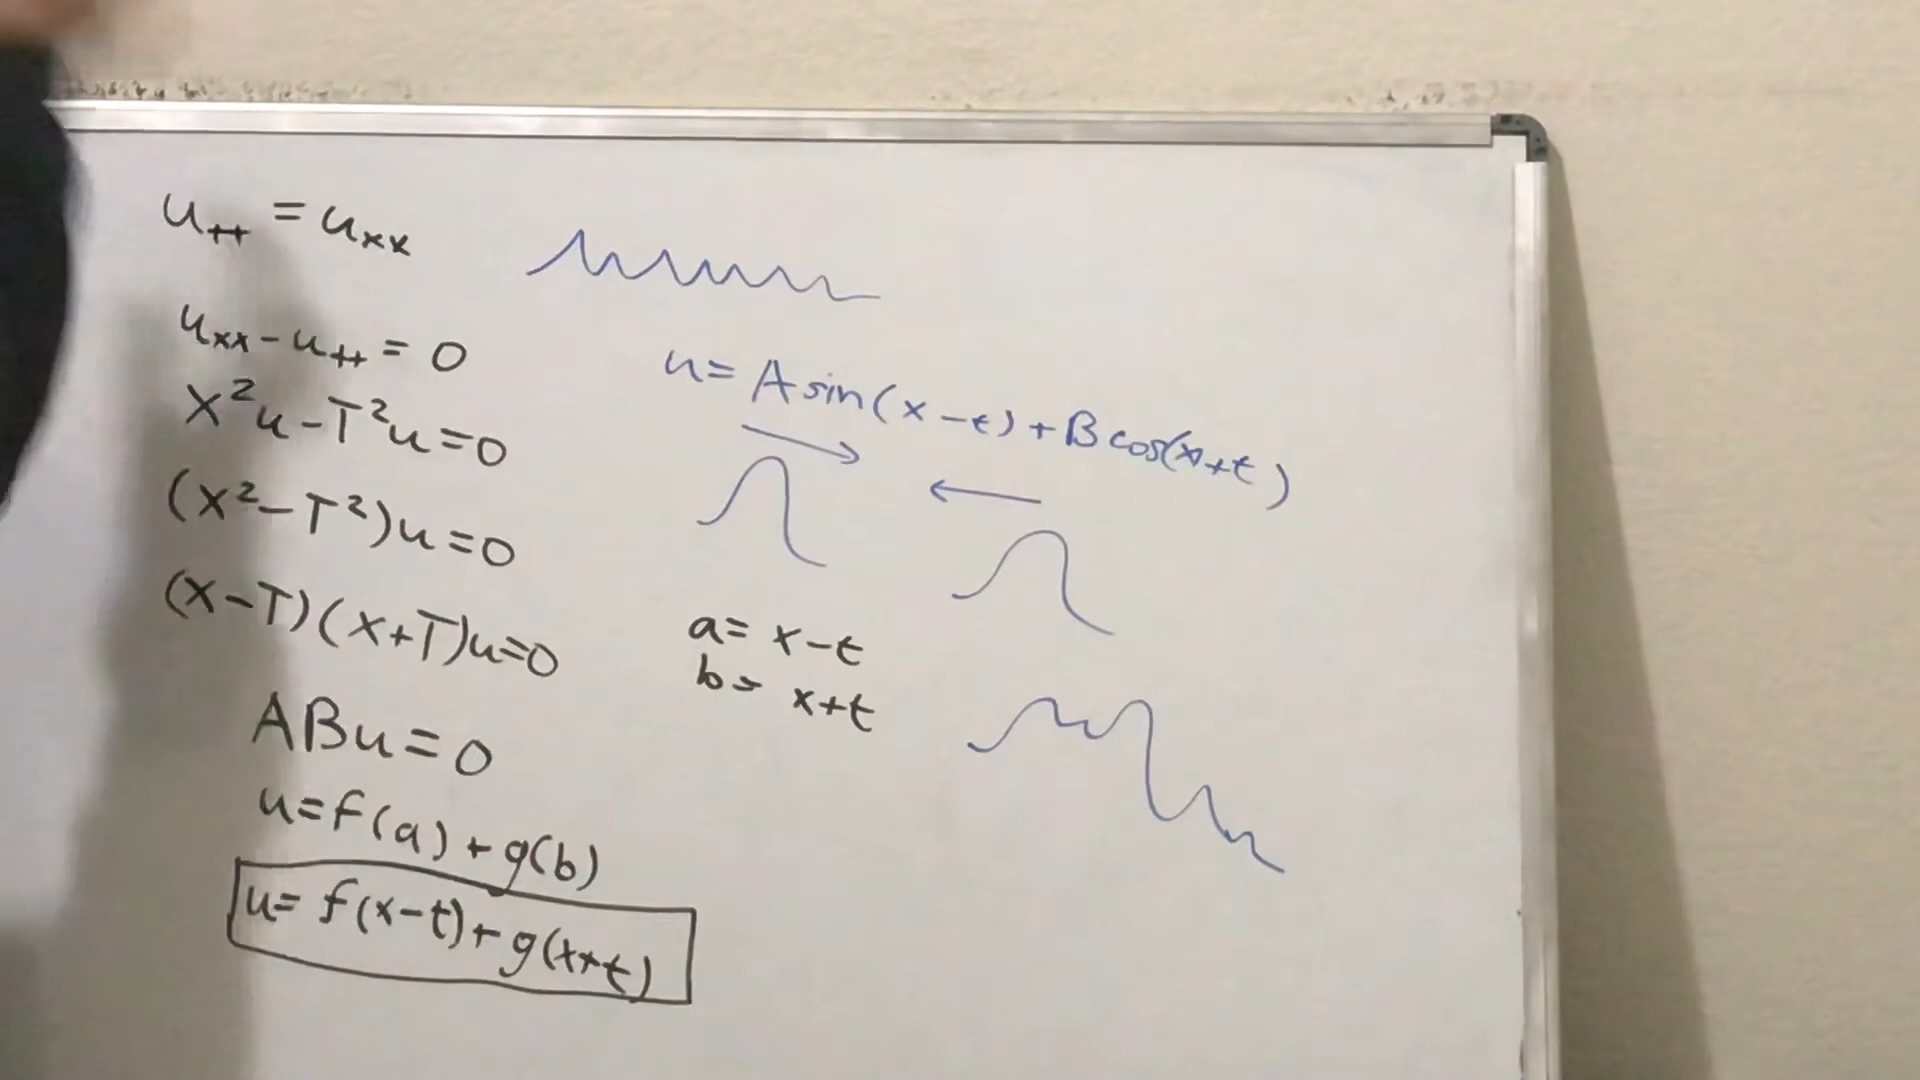 u_tt = u_xx
u_xx - u_tt = 0
X²u - T²u = 0
(X² - T²)u = 0
(X - T)(X + T)u = 0
ABu = 0
u = f(a) + g(b)
u = f(x - t) + g(x + t)
u = A sin(x - t) + B cos(x + t)
a = x - t
b = x + t